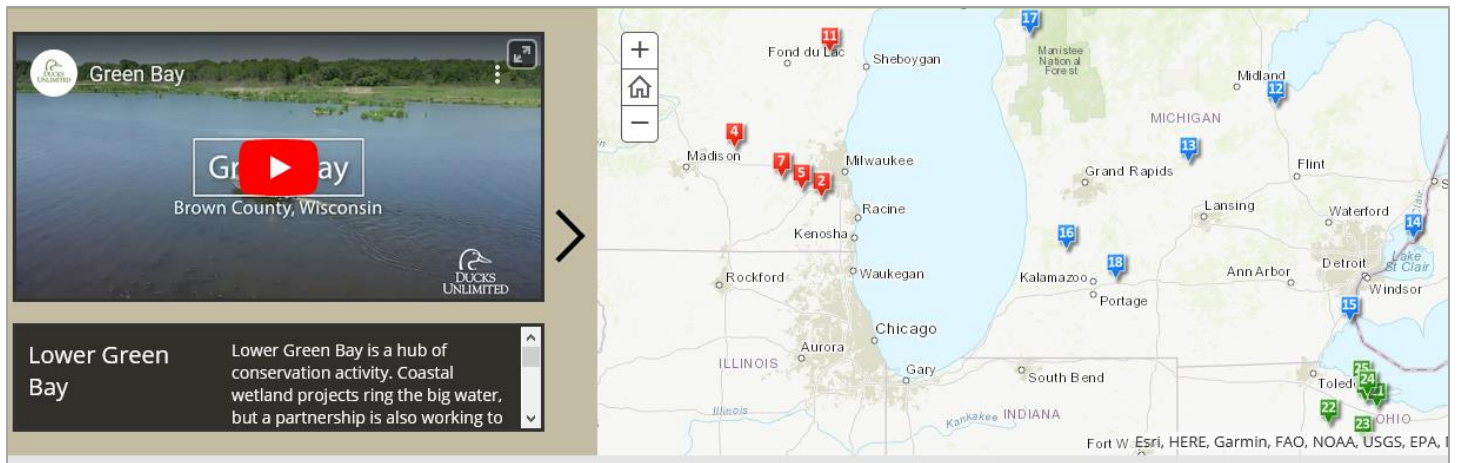 DUCKS UNLIMITED
Green Bay
Brown County, Wisconsin
DUCKS
UNLIMITED
Lower Green
Bay
Lower Green Bay is a hub of
conservation activity. Coastal
wetland projects ring the big water,
but a partnership is also working to
+
−
17
11
Fond du Lac
Sheboygan
Manistee
National
Forest
Midland
12
4
MICHIGAN
Madison
7
5
2
Milwaukee
13
Grand Rapids
Flint
Racine
Lansing
Waterford
14
Kenosha
16
Rockford
Waukegan
Kalamazoo
18
Ann Arbor
Detroit
Lake
St Clair
Windsor
Portage
15
Chicago
Aurora
ILLINOIS
Gary
South Bend
25
24
22
23
OHIO
Illinois
Kankakee
INDIANA
Fort W
Esri, HERE, Garmin, FAO, NOAA, USGS, EPA,